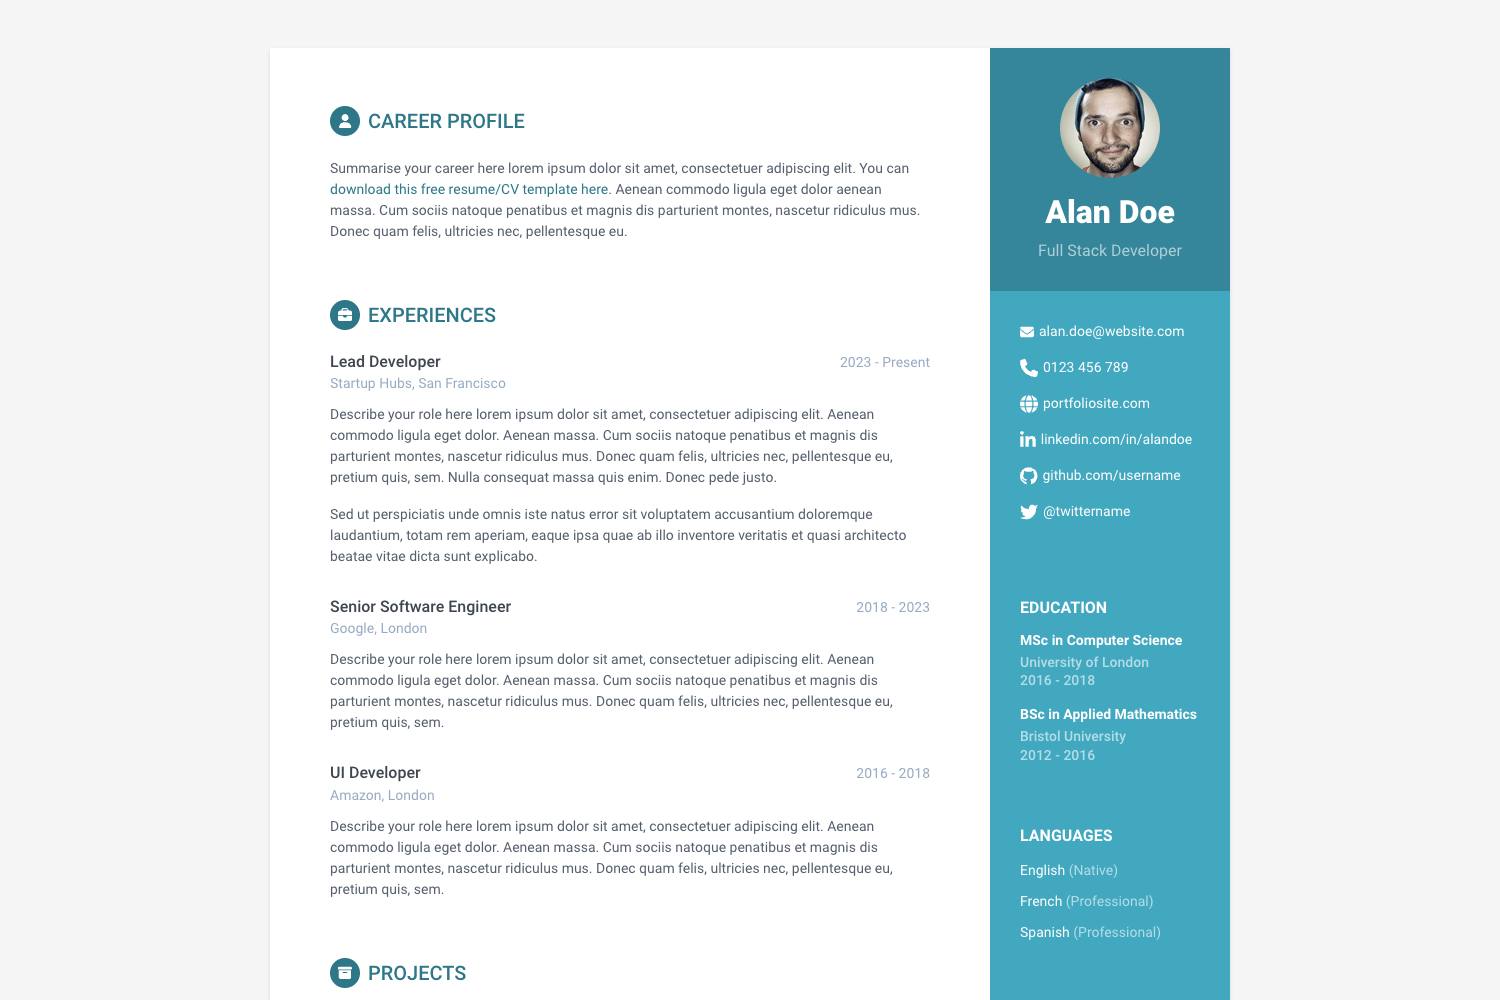 CAREER PROFILE
Summarise your career here lorem ipsum dolor sit amet, consectetuer adipiscing elit. You can
download this free resume/CV template here. Aenean commodo ligula eget dolor aenean
massa. Cum sociis natoque penatibus et magnis dis parturient montes, nascetur ridiculus mus.
Donec quam felis, ultricies nec, pellentesque eu.
EXPERIENCES
Lead Developer
2023 - Present
Startup Hubs, San Francisco
Describe your role here lorem ipsum dolor sit amet, consectetuer adipiscing elit. Aenean
commodo ligula eget dolor. Aenean massa. Cum sociis natoque penatibus et magnis dis
parturient montes, nascetur ridiculus mus. Donec quam felis, ultricies nec, pellentesque eu,
pretium quis, sem. Nulla consequat massa quis enim. Donec pede justo.
Sed ut perspiciatis unde omnis iste natus error sit voluptatem accusantium doloremque
laudantium, totam rem aperiam, eaque ipsa quae ab illo inventore veritatis et quasi architecto
beatae vitae dicta sunt explicabo.
Senior Software Engineer
2018 - 2023
Google, London
Describe your role here lorem ipsum dolor sit amet, consectetuer adipiscing elit. Aenean
commodo ligula eget dolor. Aenean massa. Cum sociis natoque penatibus et magnis dis
parturient montes, nascetur ridiculus mus. Donec quam felis, ultricies nec, pellentesque eu,
pretium quis, sem.
UI Developer
2016 - 2018
Amazon, London
Describe your role here lorem ipsum dolor sit amet, consectetuer adipiscing elit. Aenean
commodo ligula eget dolor. Aenean massa. Cum sociis natoque penatibus et magnis dis
parturient montes, nascetur ridiculus mus. Donec quam felis, ultricies nec, pellentesque eu,
pretium quis, sem.
PROJECTS
Alan Doe
Full Stack Developer
alan.doe@website.com
0123 456 789
portfoliosite.com
linkedin.com/in/alandoe
github.com/username
@twittername
EDUCATION
MSc in Computer Science
University of London
2016 - 2018
BSc in Applied Mathematics
Bristol University
2012 - 2016
LANGUAGES
English (Native)
French (Professional)
Spanish (Professional)